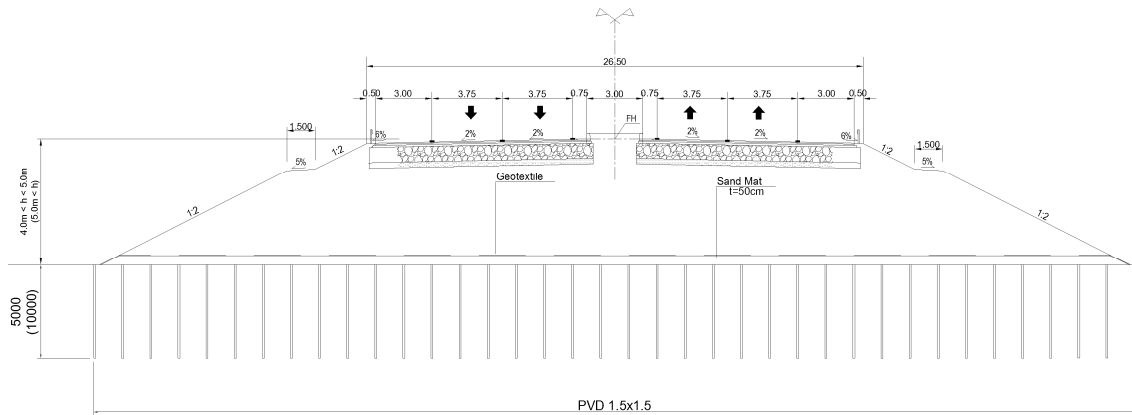 26.50
0.50 3.00 3.75 3.75 0.75 3.00 3.75 3.75 3.00 0.50
FH
1.500
6% 2% 2% 2% 2% 6%
1:2 1:2
1.500
5% 5%
Geotextile
Sand Mat
t=50cm
4.0m < h < 5.0m
(5.0m < h)
1:2 1:2
5000
(10000)
PVD 1.5x1.5